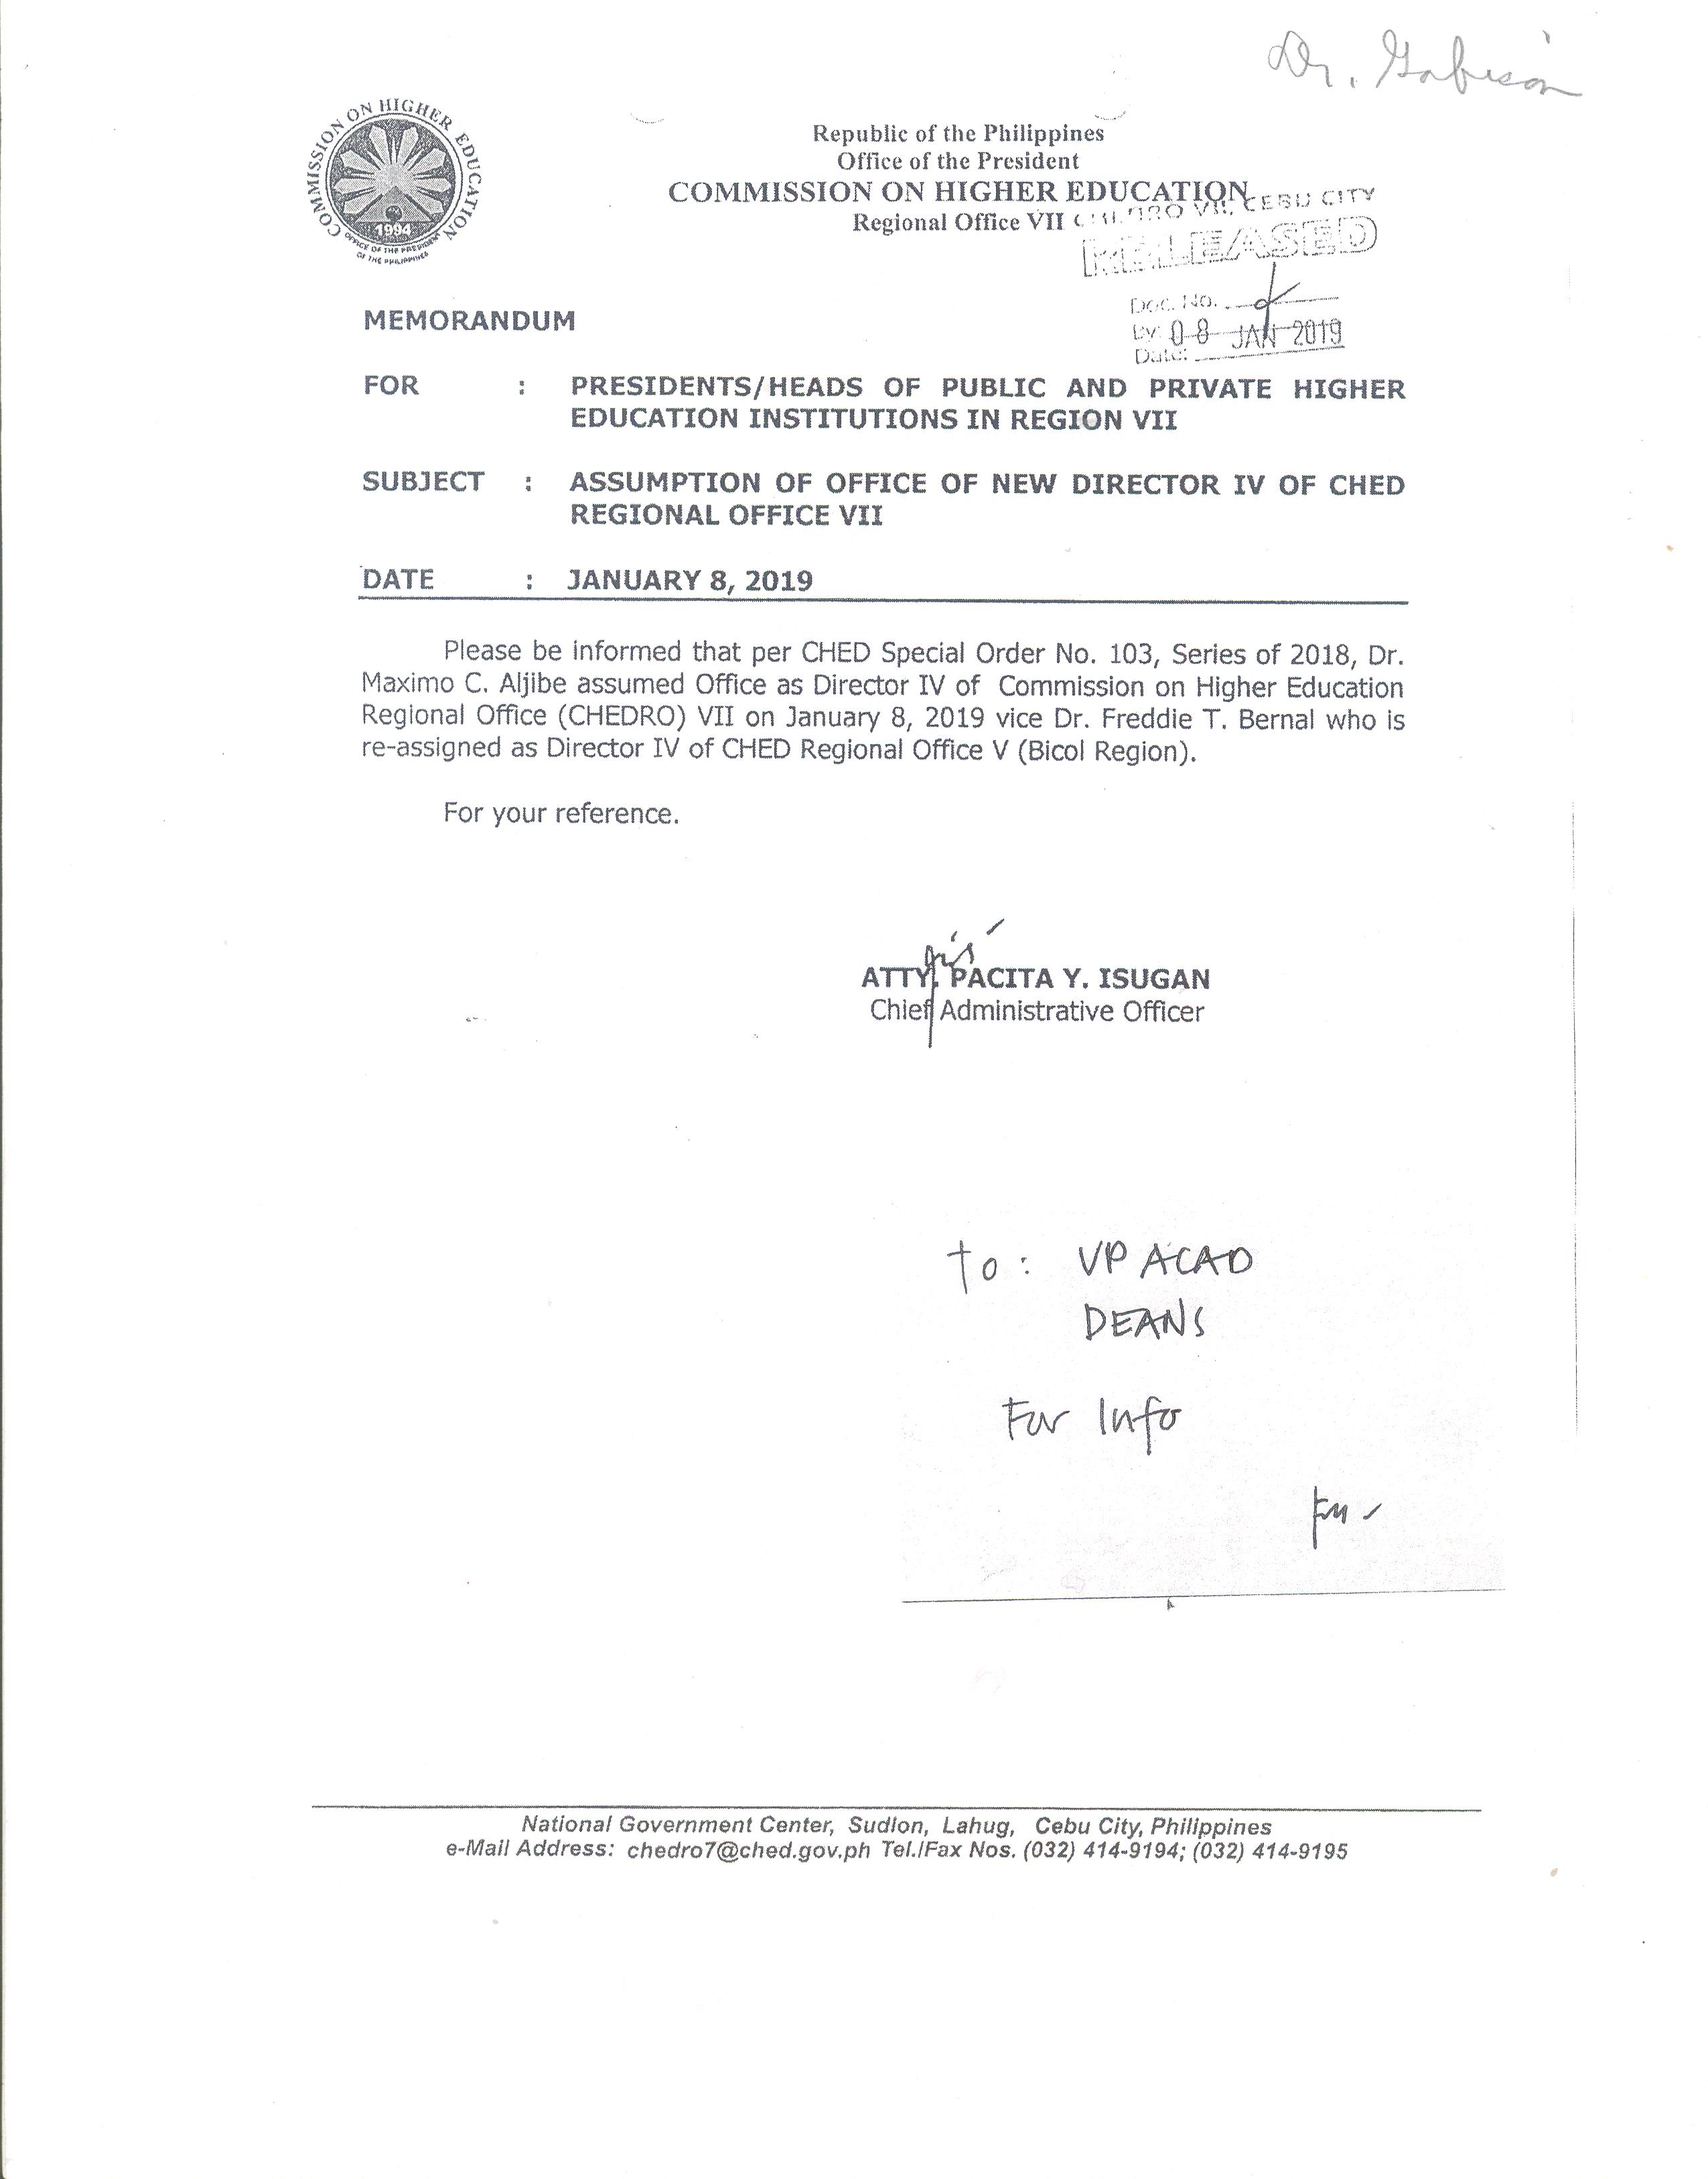 Dr. Gabison
COMMISSION ON HIGHER EDUCATION
1994
OFFICE OF THE PRESIDENT
OF THE PHILIPPINES
Republic of the Philippines
Office of the President
COMMISSION ON HIGHER EDUCATION
Regional Office VII
CHEDRO VII, CEBU CITY
RELEASED
Doc. No.
By:
08 JAN 2019
Date:
MEMORANDUM
FOR : PRESIDENTS/HEADS OF PUBLIC AND PRIVATE HIGHER
EDUCATION INSTITUTIONS IN REGION VII
SUBJECT : ASSUMPTION OF OFFICE OF NEW DIRECTOR IV OF CHED
REGIONAL OFFICE VII
DATE : JANUARY 8, 2019
Please be informed that per CHED Special Order No. 103, Series of 2018, Dr.
Maximo C. Aljibe assumed Office as Director IV of Commission on Higher Education
Regional Office (CHEDRO) VII on January 8, 2019 vice Dr. Freddie T. Bernal who is
re-assigned as Director IV of CHED Regional Office V (Bicol Region).
For your reference.
ATTY. PACITA Y. ISUGAN
Chief Administrative Officer
To: VP ACAD
DEANS
For Info
National Government Center, Sudlon, Lahug, Cebu City, Philippines
e-Mail Address: chedro7@ched.gov.ph Tel./Fax Nos. (032) 414-9194; (032) 414-9195